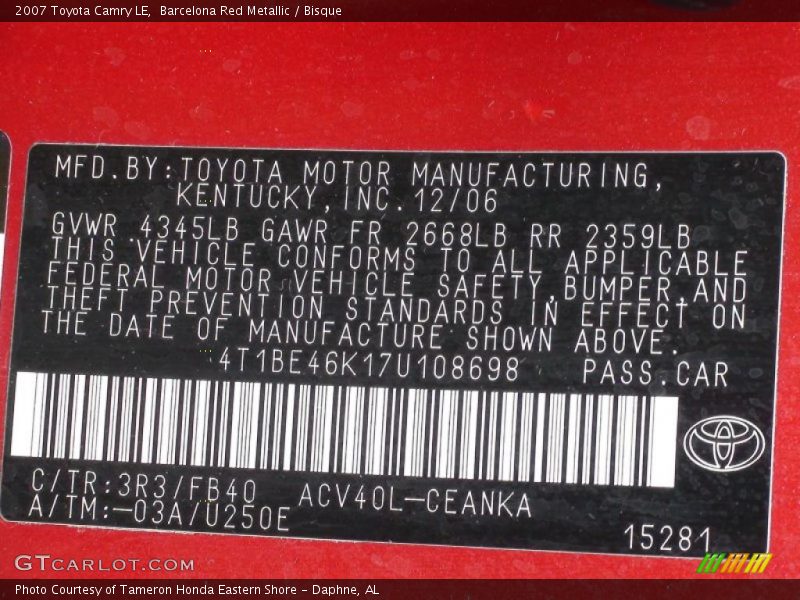 2007 Toyota Camry LE,  Barcelona Red Metallic / Bisque
MFD.BY:TOYOTA MOTOR MANUFACTURING,
KENTUCKY,INC.12/06
GVWR 4345LB GAWR FR 2668LB RR 2359LB
THIS VEHICLE CONFORMS TO ALL APPLICABLE
FEDERAL MOTOR VEHICLE SAFETY,BUMPER,AND
THEFT PREVENTION STANDARDS IN EFFECT ON
THE DATE OF MANUFACTURE SHOWN ABOVE.
4T1BE46K17U108698 PASS.CAR
C/TR:3R3/FB40 ACV40L-CEANKA
A/TM:-03A/U250E
15281
GTCARLOT.COM
Photo Courtesy of Tameron Honda Eastern Shore - Daphne, AL